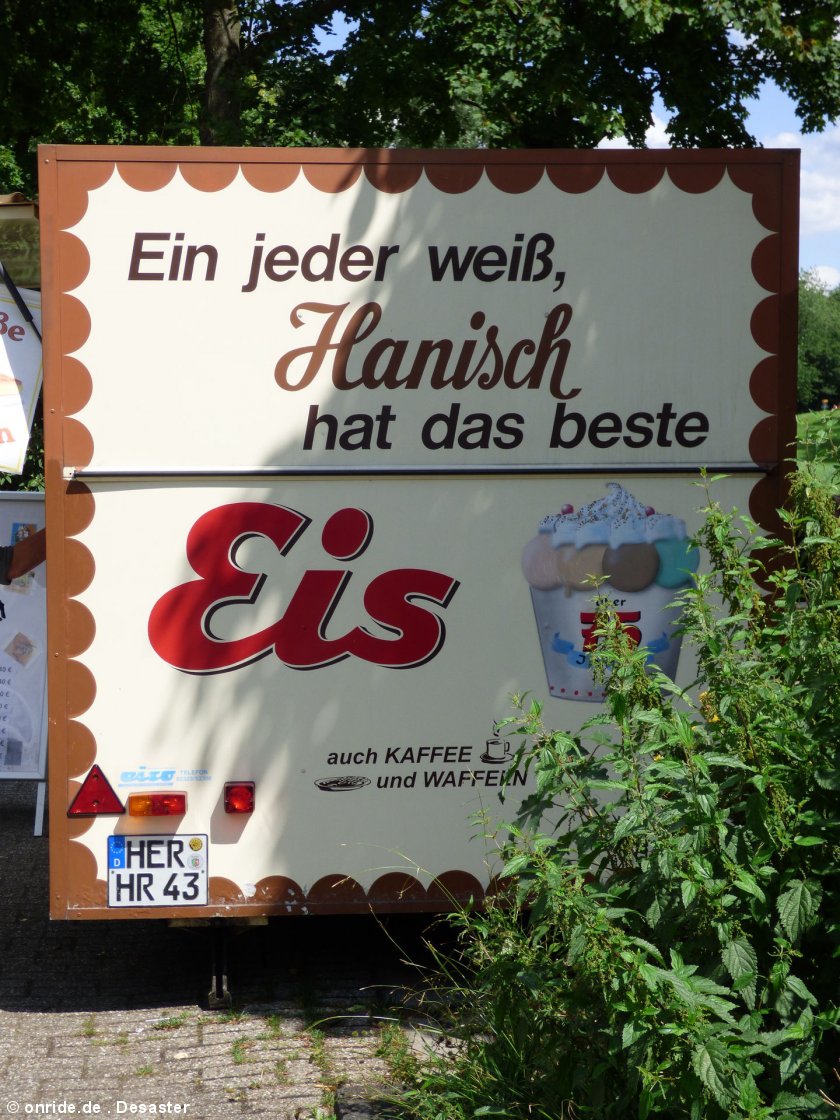 Ein jeder weiß,
Hanisch
hat das beste
Eis
auch KAFFEE
und WAFFELN
HER
HR 43
D
© onride.de . Desaster